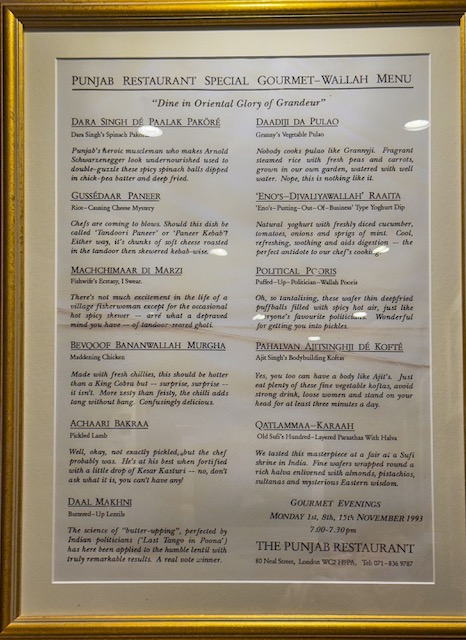 PUNJAB RESTAURANT SPECIAL GOURMET-WALLAH MENU
"Dine in Oriental Glory of Grandeur"
DARA SINGH DÉ PAALAK PAKÖRÉ
Dara Singh's Spinach
Punjab's heroic muscleman who makes Arnold
Schwarzenegger look undernourished used to
double-guzzle these spicy spinach balls dipped
in chick-pea batter and deep fried.
GUSSÉDAAR PANEER
Rice-Causing Cheese Mystery
Chefs are coming to blows. Should this dish be
called 'Tandoori Paneer' or 'Paneer Kebab'?
Either way, it's chunks of soft cheese roasted
in the tandoor then skewered kebab-wise.
MACHCHIMAAR DI MARZI
Fishwife's Ecstasy, I Swear.
There's not much excitement in the life of a
village fisherwoman except for the occasional
hot spicy skewer -- arré what a depraved
mind you have -- of tandoor-seared ghoti.
BEVQOOF BANANWALLAH MURGHA
Maddening Chicken
Made with fresh chillies, this should be hotter
than a King Cobra but -- surprise, surprise --
it isn't. More zesty than feisty, the chilli adds
tang without bang. Confusingly delicious.
ACHAARI BAKRAA
Pickled Lamb
Well, okay, not exactly pickled, but the chef
probably was. He's at his best when fortified
with a little drop of Kesar Kasturi -- no, don't
ask what it is, you can't have any!
DAAL MAKHNI
Buttered-Up Lentils
The science of "butter-upping", perfected by
Indian politicians ('Last Tango in Poona')
has here been applied to the humble lentil with
truly remarkable results. A real vote winner.
DAADIJI DA PULAO
Granny's Vegetable Pulao
Nobody cooks pulao like Grannyji. Fragrant
steamed rice with fresh peas and carrots,
grown in our own garden, watered with well
water. Nope, this is nothing like it.
'ENO'S-DIVALIYAWALLAH' RAAITA
'Eno's-Putting-Out-Of-Business' Type Yoghurt Dip
Natural yoghurt with freshly diced cucumber,
tomatoes, onions and sprigs of mint. Cool,
refreshing, soothing and aids digestion -- the
perfect antidote to our chef's cooking.
POLITICAL POORIS
Puffed-Up-Politician-Wallah Pooris
Oh, so tantalising, these wafer thin deepfried
puffballs filled with spicy hot air, just like
everyone's favourite politicians. Wonderful
for getting you into pickles.
PAHALVAN AJITSINGHJI DÉ KOFTÉ
Ajit Singh's Bodybuilding Koftas
Yes, you too can have a body like Ajit's. Just
eat plenty of these fine vegetable koftas, avoid
strong drink, loose women and stand on your
head for at least three minutes a day.
QATLAMMAA-KARAAH
Old Sufi's Hundred-Layered Paraathaa With Halva
We tasted this masterpiece at a fair at a Sufi
shrine in India. Fine wafers wrapped round a
rich halva enlivened with almonds, pistachios,
sultanas and mysterious Eastern wisdom.
GOURMET EVENINGS
MONDAY 1st, 8th, 15th NOVEMBER 1993
7.00-7.30pm
THE PUNJAB RESTAURANT
80 Neal Street, London WC2 Tel: 071-836 9787